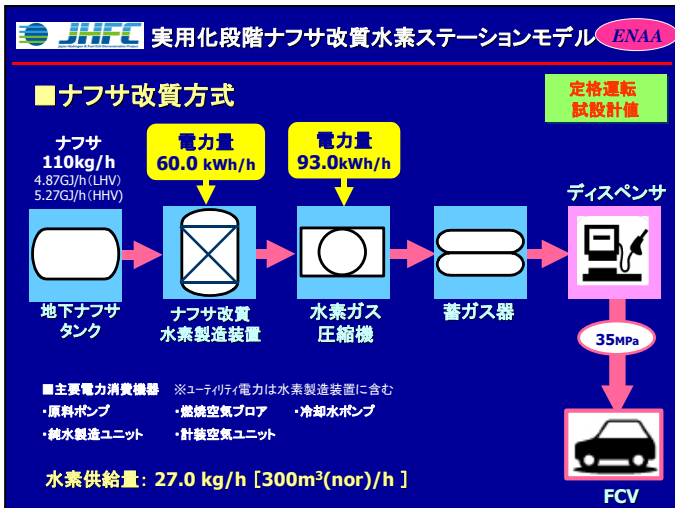 JHFC 実用化段階ナフサ改質水素ステーションモデル ENAA
Japan Hydrogen & Fuel Cell Demonstration Project
■ナフサ改質方式
定格運転
試設計値
ナフサ
110kg/h
4.87GJ/h(LHV)
5.27GJ/h(HHV)
電力量
60.0 kWh/h
電力量
93.0kWh/h
ディスペンサ
地下ナフサ
タンク
ナフサ改質
水素製造装置
水素ガス
圧縮機
蓄ガス器
35MPa
■主要電力消費機器 ※ユーティリティ電力は水素製造装置に含む
・原料ポンプ ・燃焼空気ブロア ・冷却水ポンプ
・純水製造ユニット ・計装空気ユニット
水素供給量: 27.0 kg/h [300m³(nor)/h ]
FCV